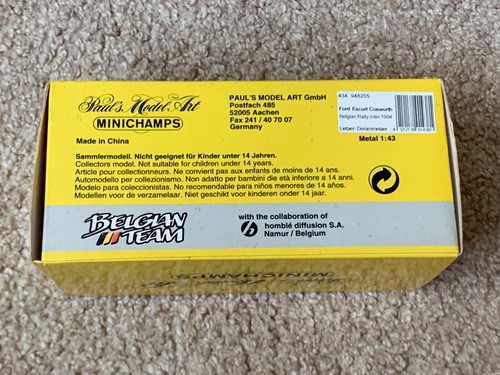 Paul's Model Art
MINICHAMPS
Made in China
PAUL'S MODEL ART GmbH
Postfach 485
52005 Aachen
Fax 241 / 40 70 07
Germany
434 948205
Ford Escort Cosworth
Belgian Rally Ieper 1994
Metal 1:43
Sammlermodell. Nicht geeignet für Kinder unter 14 Jahren.
Collectors model. Not suitable for children under 14 years.
Article pour collectionneurs. Ne convient pas aux enfants de moins de 14 ans.
Automodello per collezionismo. Non adatto per bambini die età inferiore a 14 anni.
Modelo para coleccionistas. No recomendable para niños menores de 14 años.
Modellen voor de verzamelaar. Niet geschikt voor kinderen onder 14 jaar.
BELGIAN
TEAM
with the collaboration of
homblé diffusion S.A.
Namur / Belgium
MINICHAMPS